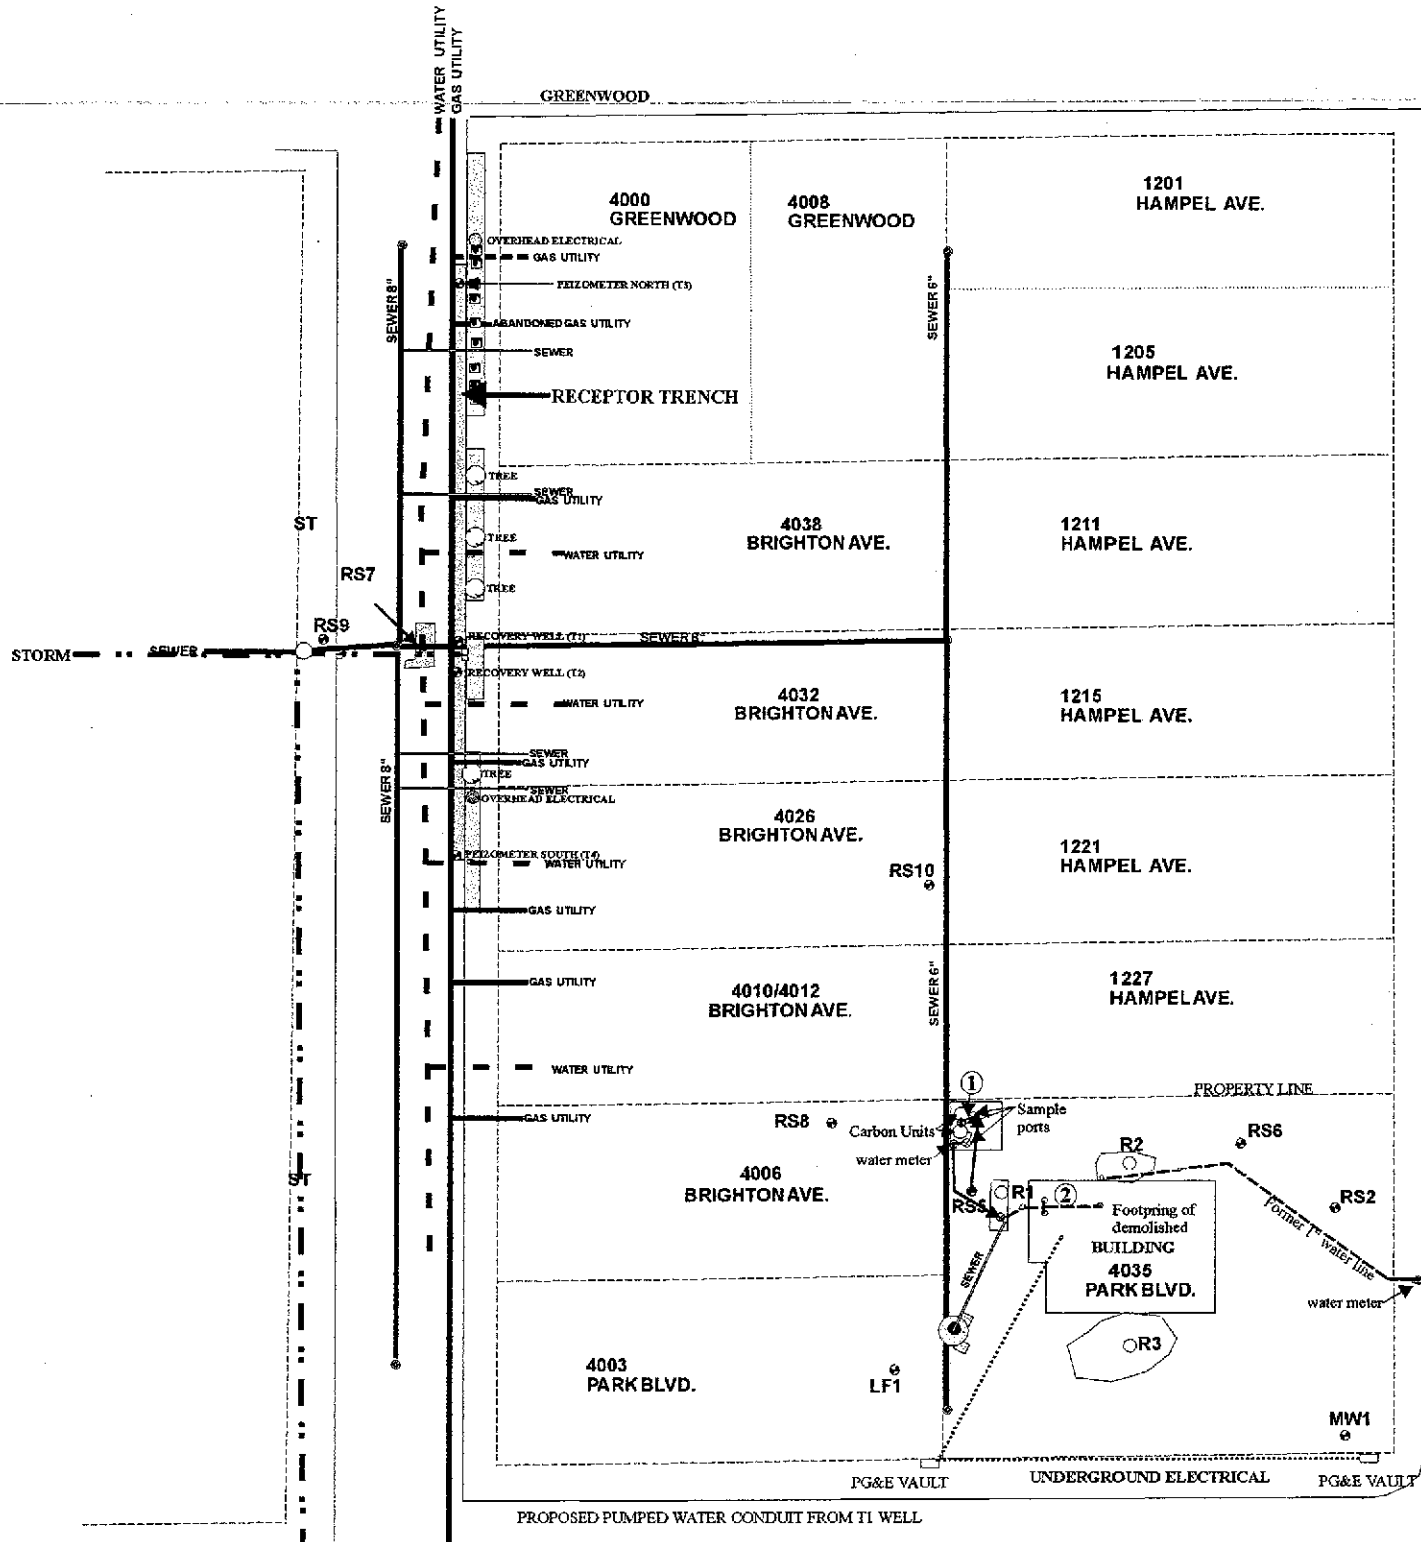 WATER UTILITY
GAS UTILITY
GREENWOOD
4000
GREENWOOD
4008
GREENWOOD
1201
HAMPEL AVE.
OVERHEAD ELECTRICAL
GAS UTILITY
SEWER 8"
SEWER 6"
PEIZOMETER NORTH (T3)
ABANDONED GAS UTILITY
SEWER
1205
HAMPEL AVE.
RECEPTOR TRENCH
TREE
SEWER
GAS UTILITY
ST
4038
BRIGHTON AVE.
1211
HAMPEL AVE.
TREE
WATER UTILITY
RS7
TREE
RS9
RECOVERY WELL (T1)
SEWER 8"
STORM
SEWER
RECOVERY WELL (T2)
4032
BRIGHTON AVE.
1215
HAMPEL AVE.
WATER UTILITY
SEWER
GAS UTILITY
TREE
SEWER
OVERHEAD ELECTRICAL
SEWER 8"
4026
BRIGHTON AVE.
1221
HAMPEL AVE.
PEIZOMETER SOUTH (T4)
WATER UTILITY
RS10
GAS UTILITY
GAS UTILITY
4010/4012
BRIGHTON AVE.
SEWER 6"
1227
HAMPEL AVE.
WATER UTILITY
1
PROPERTY LINE
GAS UTILITY
RS8
Carbon Units
Sample
ports
water meter
R2
RS6
ST
4006
BRIGHTON AVE.
RS5
R1
2
RS2
Footpring of
demolished
BUILDING
4035
PARK BLVD.
Former 1" water line
water meter
SEWER
R3
4003
PARK BLVD.
LF1
MW1
PG&E VAULT
UNDERGROUND ELECTRICAL
PG&E VAULT
PROPOSED PUMPED WATER CONDUIT FROM T1 WELL